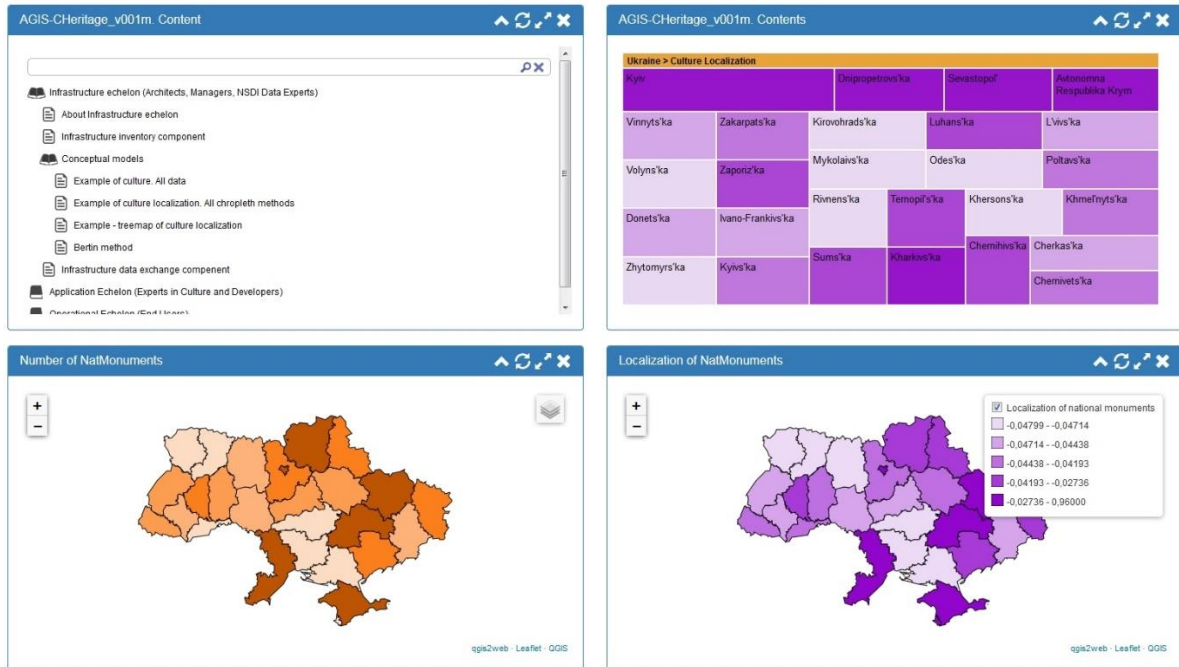 AGIS-CHeritage_v001m. Content
Infrastructure echelon (Architects, Managers, NSDI Data Experts)
About Infrastructure echelon
Infrastructure inventory component
Conceptual models
Example of culture. All data
Example of culture localization. All chropleth methods
Example - treemap of culture localization
Bertin method
Infrastructure data exchange compenent
Application Echelon (Experts in Culture and Developers)
Operational Echelon (End Users)
AGIS-CHeritage_v001m. Contents
Ukraine > Culture Localization
Kyiv
Dnipropetrovs'ka
Sevastopol'
Avtonomna
Respublika Krym
Vinnyts'ka
Zakarpats'ka
Kirovohrads'ka
Luhans'ka
L'vivs'ka
Volyns'ka
Zaporiz'ka
Mykolaivs'ka
Odes'ka
Poltavs'ka
Donets'ka
Ivano-Frankivs'ka
Rivnens'ka
Ternopil's'ka
Khersons'ka
Khmel'nyts'ka
Zhytomyrs'ka
Kyivs'ka
Sums'ka
Kharkivs'ka
Chernihivs'ka
Cherkas'ka
Chernivets'ka
Number of NatMonuments
+
−
qgis2web · Leaflet · QGIS
Localization of NatMonuments
+
−
Localization of national monuments
-0,04799 - -0,04714
-0,04714 - -0,04438
-0,04438 - -0,04193
-0,04193 - -0,02736
-0,02736 - 0,96000
qgis2web · Leaflet · QGIS